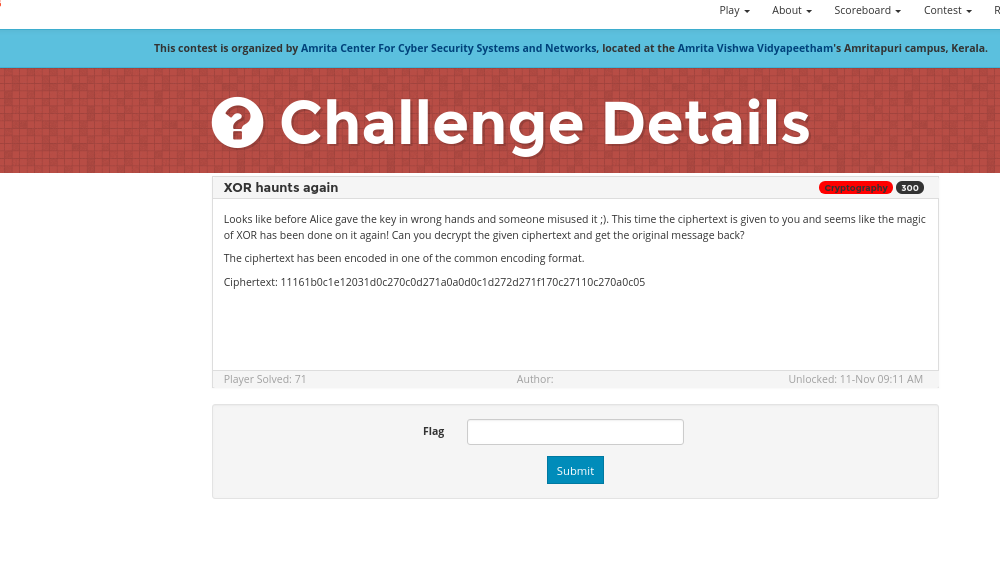 Play About Scoreboard Contest R
This contest is organized by Amrita Center For Cyber Security Systems and Networks, located at the Amrita Vishwa Vidyapeetham's Amritapuri campus, Kerala.
? Challenge Details
XOR haunts again Cryptography 300
Looks like before Alice gave the key in wrong hands and someone misused it ;). This time the ciphertext is given to you and seems like the magic
of XOR has been done on it again! Can you decrypt the given ciphertext and get the original message back?
The ciphertext has been encoded in one of the common encoding format.
Ciphertext: 11161b0c1e12031d0c270c0d271a0a0d0c1d272d271f170c27110c270a0c05
Player Solved: 71 Author: Unlocked: 11-Nov 09:11 AM
Flag
Submit